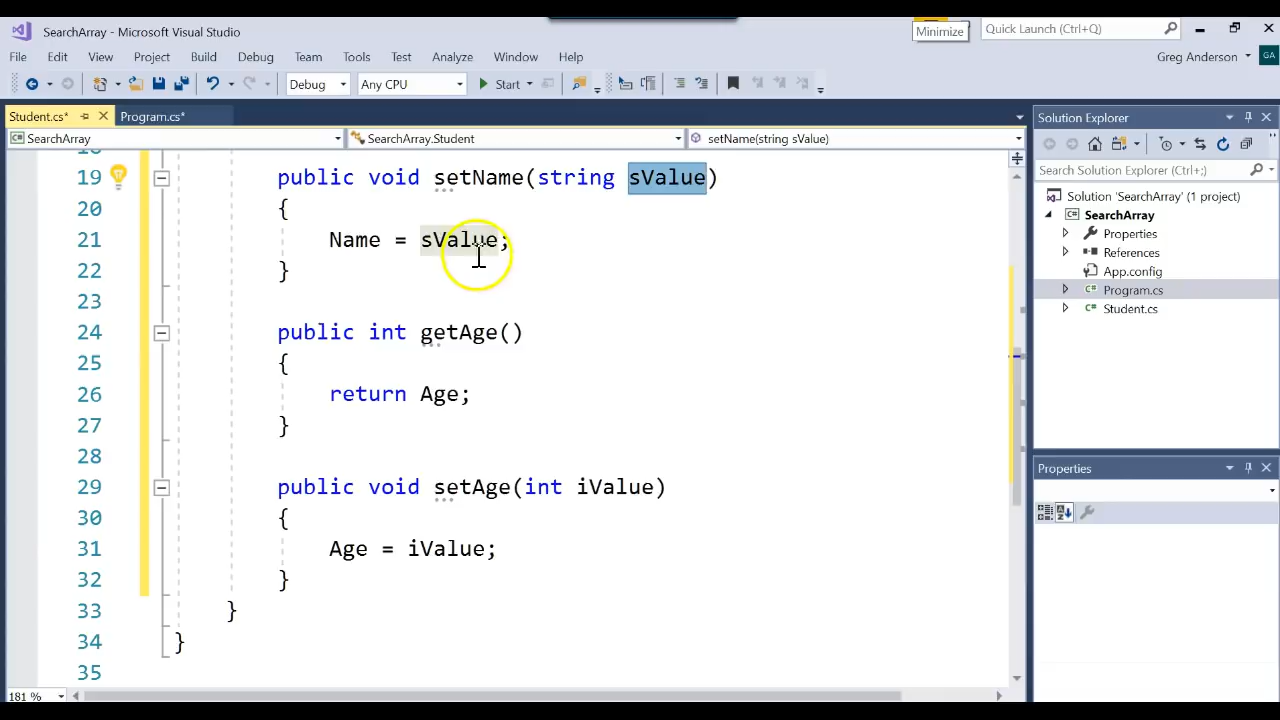 SearchArray - Microsoft Visual Studio
Minimize
Quick Launch (Ctrl+Q)
File Edit View Project Build Debug Team Tools Test Analyze Window Help
Greg Anderson GA
Debug Any CPU Start
Student.cs* Program.cs*
SearchArray SearchArray.Student setName(string sValue)
19 public void setName(string sValue)
20 {
21 Name = sValue;
22 }
23
24 public int getAge()
25 {
26 return Age;
27 }
28
29 public void setAge(int iValue)
30 {
31 Age = iValue;
32 }
33 }
34 }
35
181 %
Solution Explorer
Search Solution Explorer (Ctrl+;)
Solution 'SearchArray' (1 project)
SearchArray
Properties
References
App.config
Program.cs
Student.cs
Properties